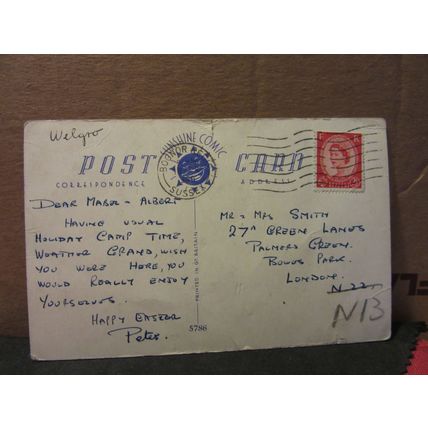 Welgro
SUNSHINE COMIC
BOGNOR REGIS
SUSSEX
POST CARD
CORRESPONDENCE ADDRESS
DEAR MABEL - ALBERT
HAVING USUAL
HOLIDAY CAMP TIME,
WEATHER GRAND, WISH
YOU WERE HERE, YOU
WOULD REALLY ENJOY
YOURSELVES.
HAPPY EASTER
Peter.
PRINTED IN GT. BRITAIN
5786
MR - MRS SMITH
27A GREEN LANES
PALMERS GREEN.
BOWES PARK.
LONDON.
N 22.
N13